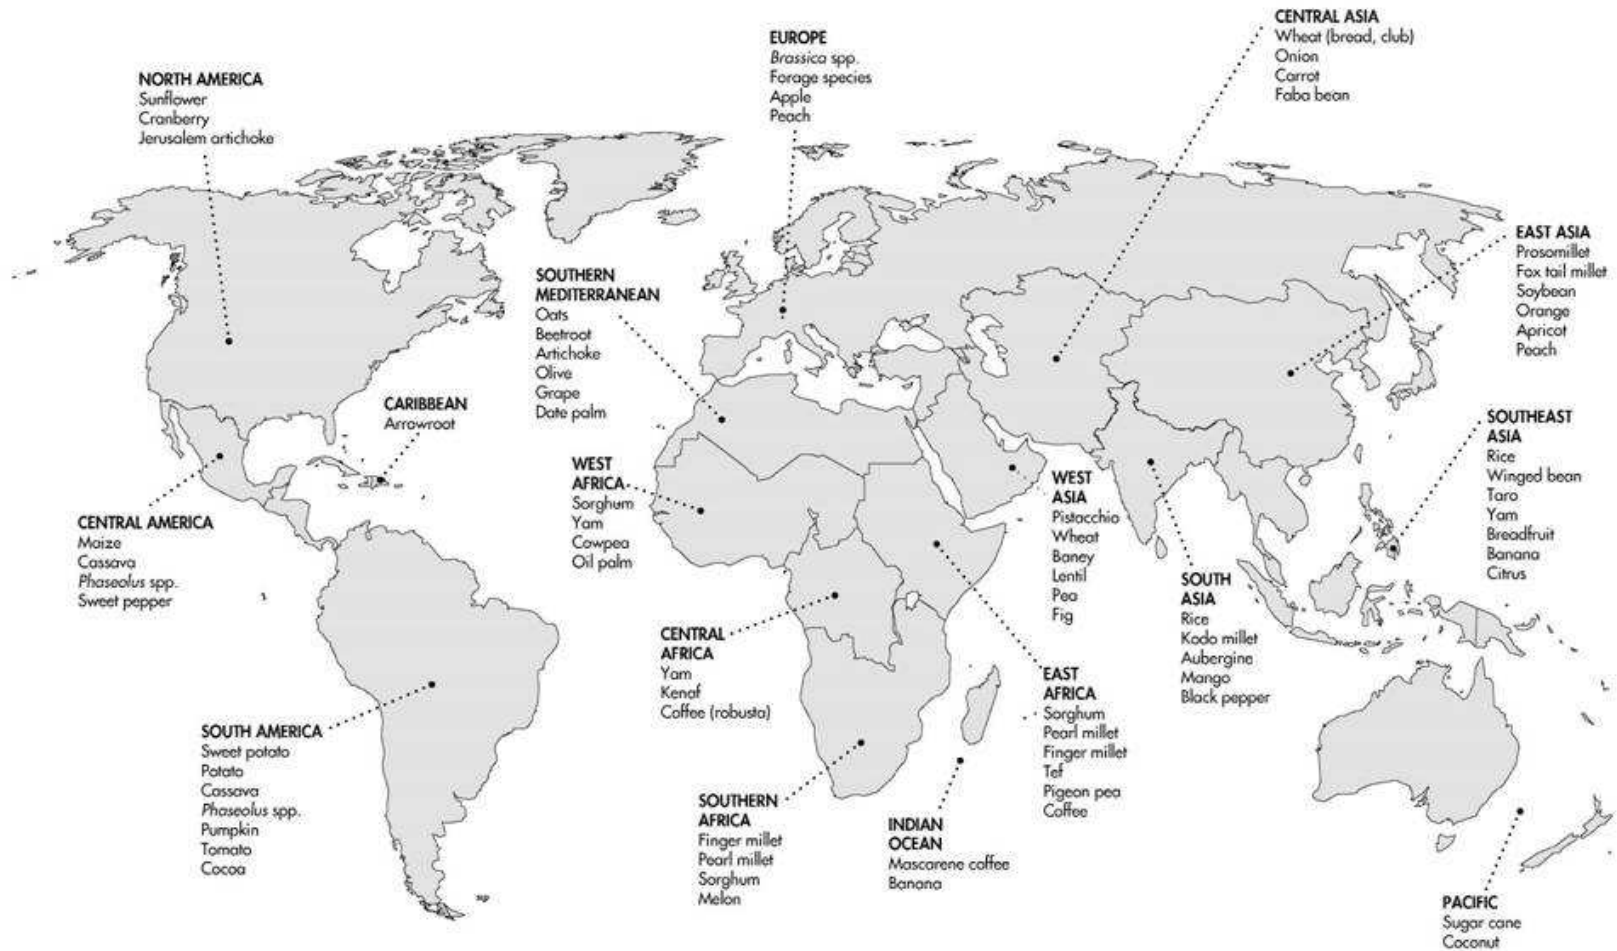 NORTH AMERICA
Sunflower
Cranberry
Jerusalem artichoke
EUROPE
Brassica spp.
Forage species
Apple
Peach
CENTRAL ASIA
Wheat (bread, club)
Onion
Carrot
Faba bean
EAST ASIA
Prosomillet
Fox tail millet
Soybean
Orange
Apricot
Peach
SOUTHERN
MEDITERRANEAN
Oats
Beetroot
Artichoke
Olive
Grape
Date palm
CARIBBEAN
Arrowroot
SOUTHEAST
ASIA
Rice
Winged bean
Taro
Yam
Breadfruit
Banana
Citrus
WEST
AFRICA
Sorghum
Yam
Cowpea
Oil palm
WEST
ASIA
Pistacchio
Wheat
Baney
Lentil
Pea
Fig
CENTRAL AMERICA
Maize
Cassava
Phaseolus spp.
Sweet pepper
SOUTH
ASIA
Rice
Kodo millet
Aubergine
Mango
Black pepper
CENTRAL
AFRICA
Yam
Kenaf
Coffee (robusta)
EAST
AFRICA
Sorghum
Pearl millet
Finger millet
Tef
Pigeon pea
Coffee
SOUTH AMERICA
Sweet potato
Potato
Cassava
Phaseolus spp.
Pumpkin
Tomato
Cocoa
SOUTHERN
AFRICA
Finger millet
Pearl millet
Sorghum
Melon
INDIAN
OCEAN
Mascarene coffee
Banana
PACIFIC
Sugar cane
Coconut